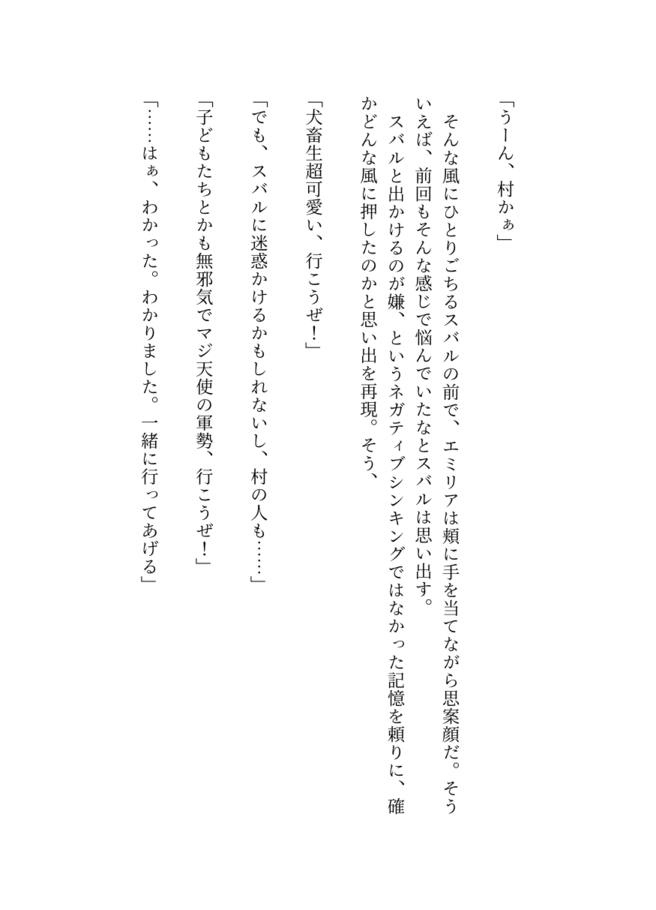 「うーん、村かぁ」
　そんな風にひとりごちるスバルの前で、エミリアは頬に手を当てながら思案顔だ。そう
いえば、前回もそんな感じで悩んでいたなとスバルは思い出す。
　スバルと出かけるのが嫌、というネガティブシンキングではなかった記憶を頼りに、確
かどんな風に押したのかと思い出を再現。そう、
「犬畜生超可愛い、行こうぜ！」
「でも、スバルに迷惑かけるかもしれないし、村の人も……」
「子どもたちとかも無邪気でマジ天使の軍勢、行こうぜ！」
「……はぁ、わかった。わかりました。一緒に行ってあげる」